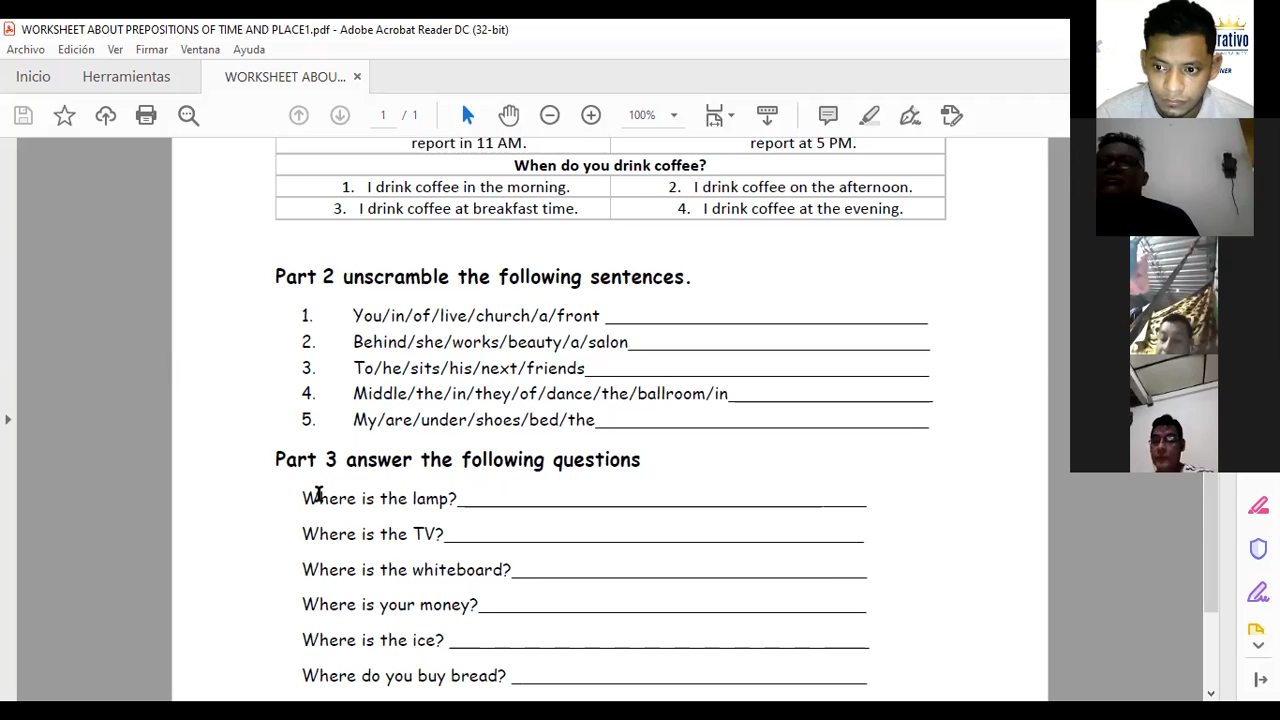 WORKSHEET ABOUT PREPOSITIONS OF TIME AND PLACE1.pdf - Adobe Acrobat Reader DC (32-bit)
Archivo Edición Ver Firmar Ventana Ayuda
Inicio Herramientas WORKSHEET ABOU... ×
1 / 1 100%
report in 11 AM. report at 5 PM.
When do you drink coffee?
1. I drink coffee in the morning. 2. I drink coffee on the afternoon.
3. I drink coffee at breakfast time. 4. I drink coffee at the evening.
Part 2 unscramble the following sentences.
1. You/in/of/live/church/a/front
2. Behind/she/works/beauty/a/salon
3. To/he/sits/his/next/friends
4. Middle/the/in/they/of/dance/the/ballroom/in
5. My/are/under/shoes/bed/the
Part 3 answer the following questions
Where is the lamp?
Where is the TV?
Where is the whiteboard?
Where is your money?
Where is the ice?
Where do you buy bread?
rativo
NER